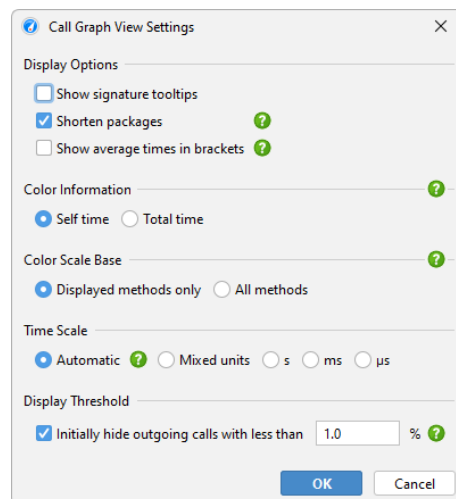 Call Graph View Settings
Display Options
Show signature tooltips
Shorten packages ?
Show average times in brackets ?
Color Information ?
Self time Total time
Color Scale Base ?
Displayed methods only All methods
Time Scale
Automatic ? Mixed units s ms μs
Display Threshold
Initially hide outgoing calls with less than 1.0 % ?
OK Cancel